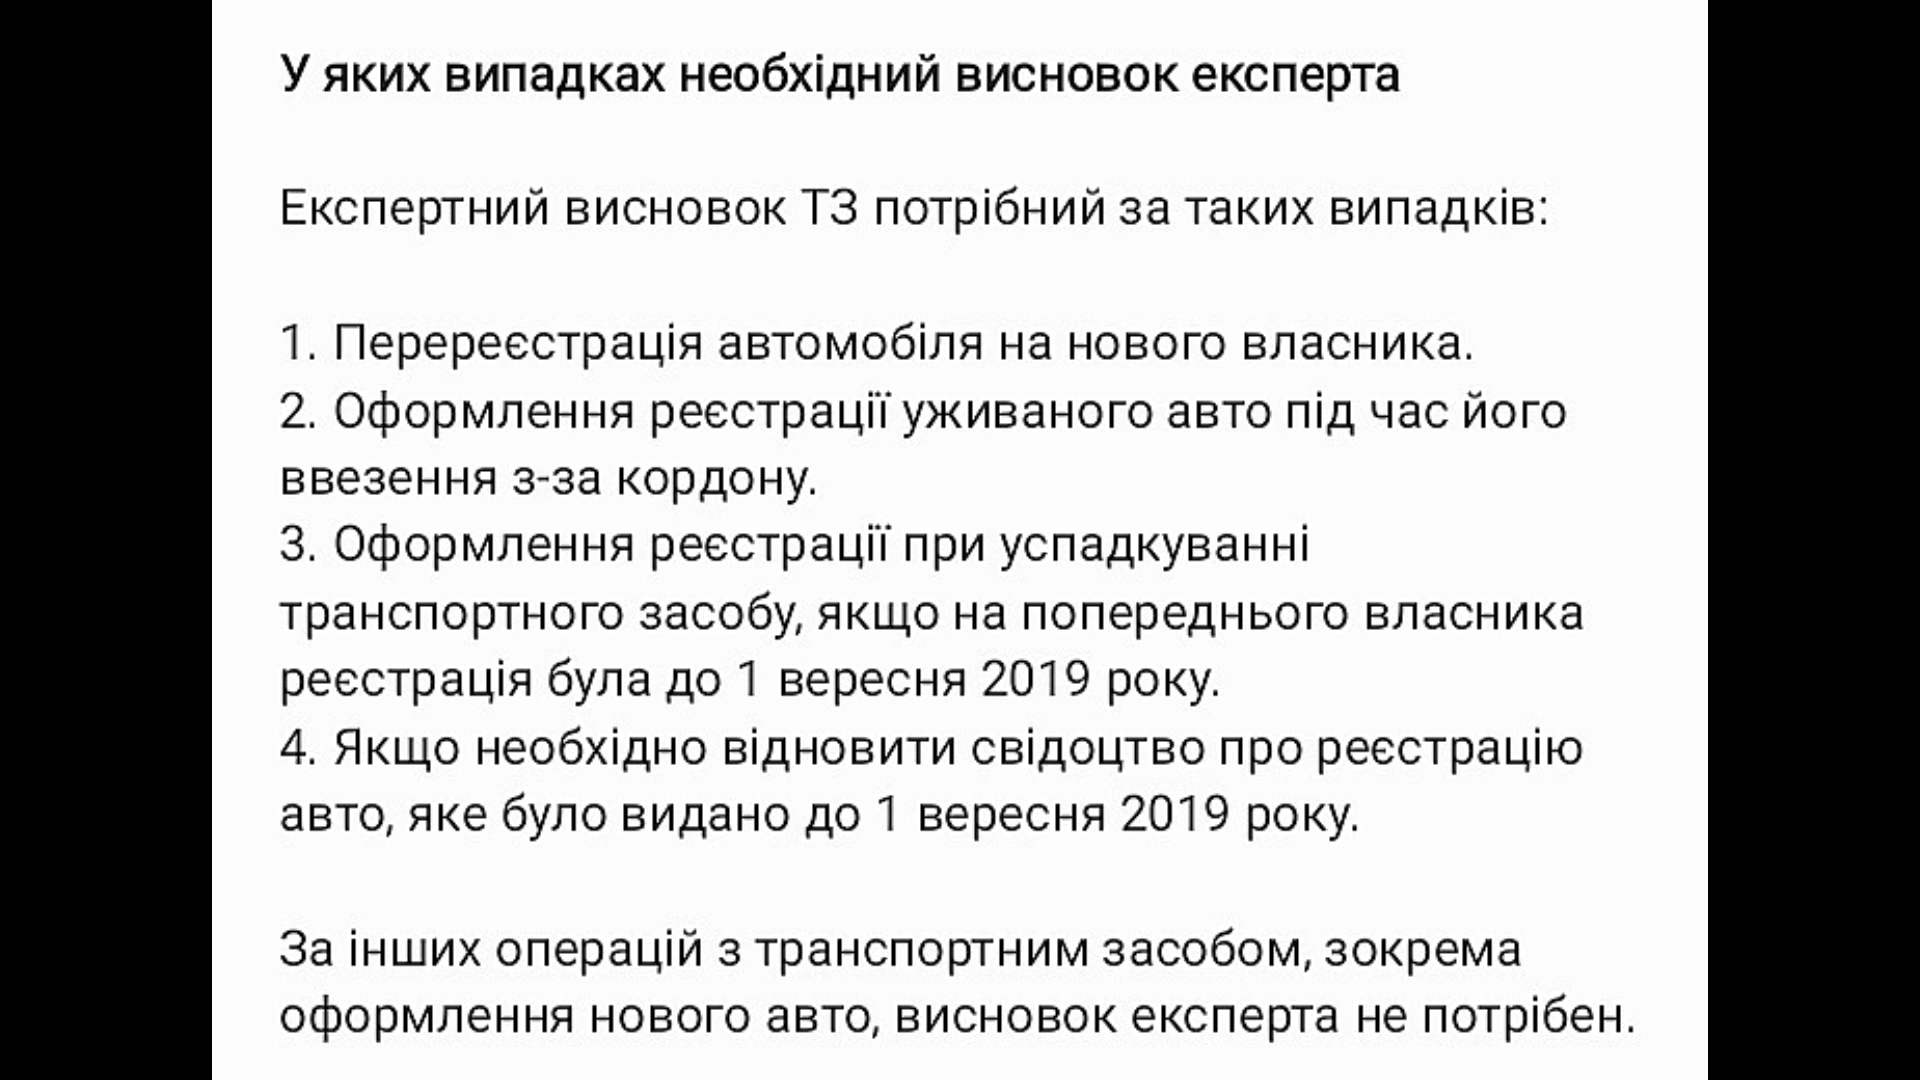 У яких випадках необхідний висновок експерта
Експертний висновок ТЗ потрібний за таких випадків:
1. Перереєстрація автомобіля на нового власника.
2. Оформлення реєстрації уживаного авто під час його
ввезення з-за кордону.
3. Оформлення реєстрації при успадкуванні
транспортного засобу, якщо на попереднього власника
реєстрація була до 1 вересня 2019 року.
4. Якщо необхідно відновити свідоцтво про реєстрацію
авто, яке було видано до 1 вересня 2019 року.
За інших операцій з транспортним засобом, зокрема
оформлення нового авто, висновок експерта не потрібен.